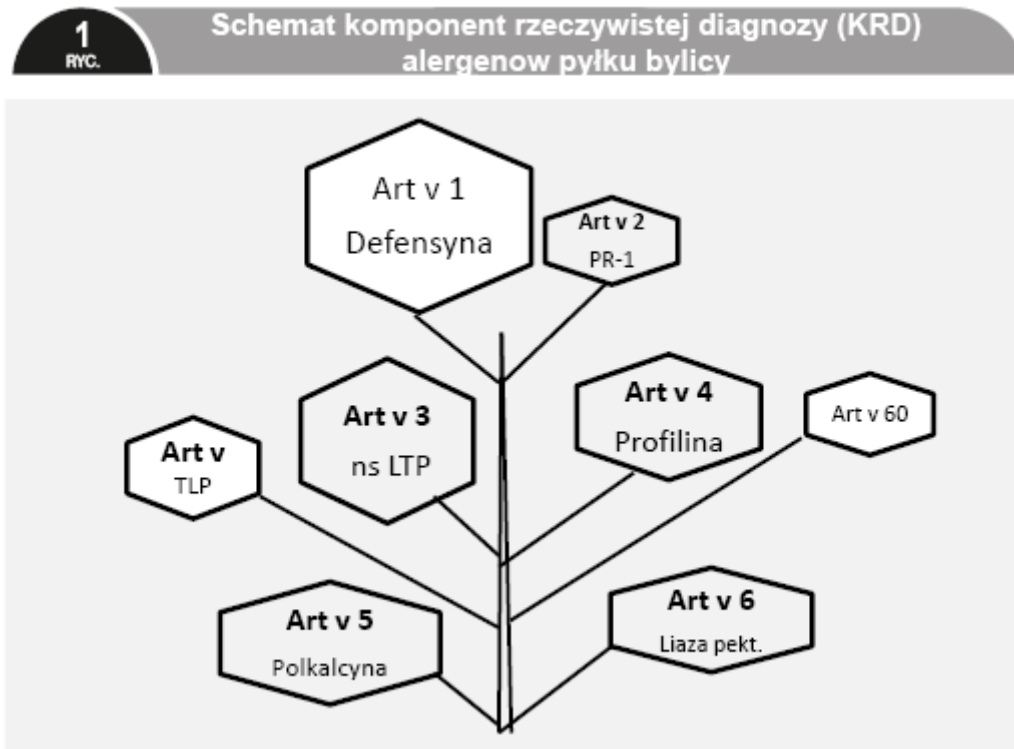 1
RYC.
Schemat komponent rzeczywistej diagnozy (KRD)
alergenow pyłku bylicy
Art v 1
Defensyna
Art v 2
PR-1
Art v 3
ns LTP
Art v 4
Profilina
Art v 60
Art v
TLP
Art v 5
Polkalcyna
Art v 6
Liaza pekt.